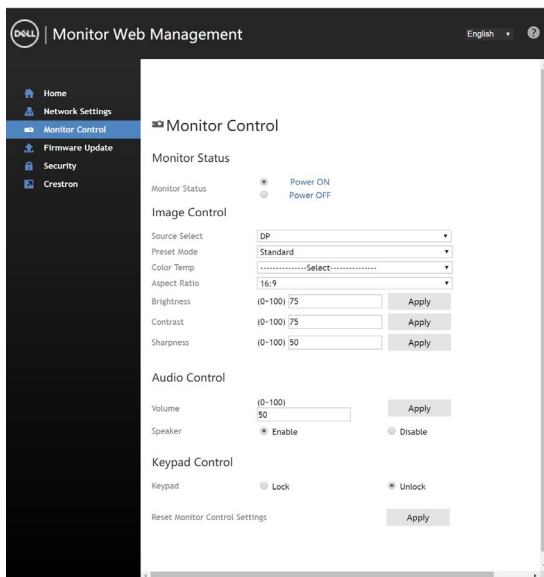 DELL
Monitor Web Management
English
?
Home
Network Settings
Monitor Control
Firmware Update
Security
Crestron
Monitor Control
Monitor Status
Monitor Status
Power ON
Power OFF
Image Control
Source Select DP
Preset Mode Standard
Color Temp ---------------Select---------------
Aspect Ratio 16:9
Brightness (0~100) 75 Apply
Contrast (0~100) 75 Apply
Sharpness (0~100) 50 Apply
Audio Control
Volume (0~100) 50 Apply
Speaker Enable Disable
Keypad Control
Keypad Lock Unlock
Reset Monitor Control Settings Apply